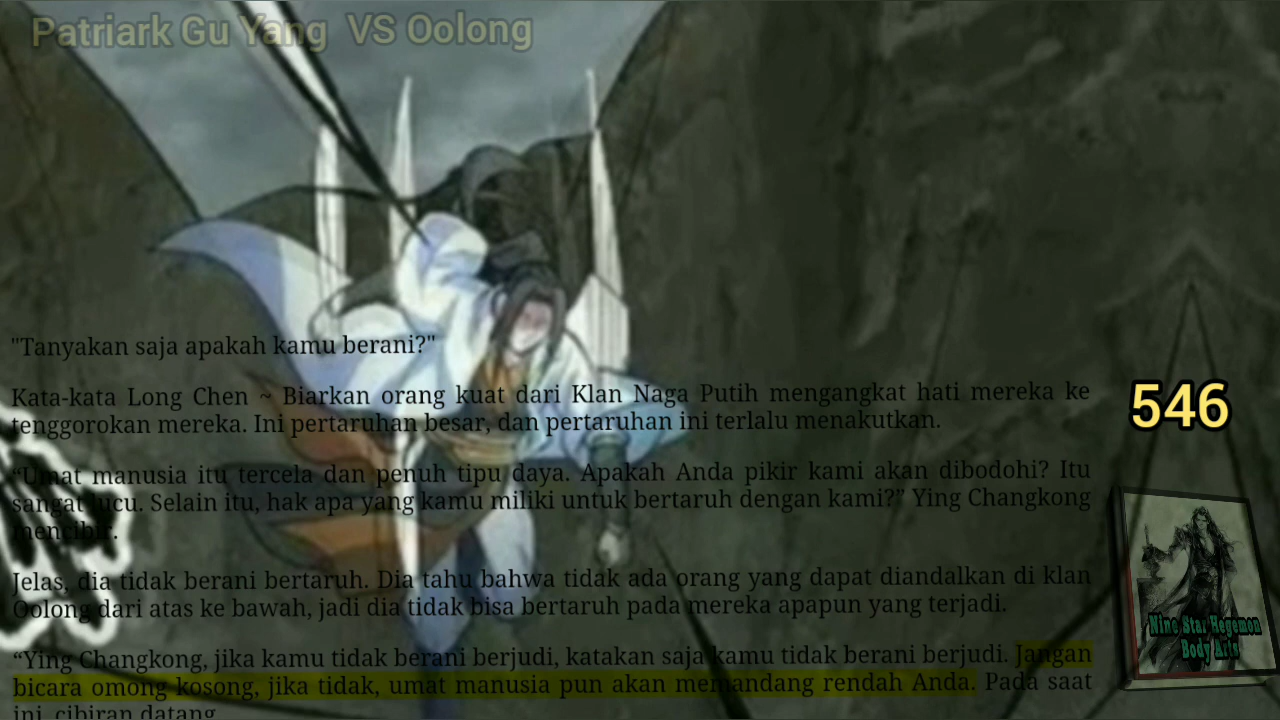 Patriark Gu Yang VS Oolong
"Tanyakan saja apakah kamu berani?"
Kata-kata Long Chen ~ Biarkan orang kuat dari Klan Naga Putih mengangkat hati mereka ke
tenggorokan mereka. Ini pertaruhan besar, dan pertaruhan ini terlalu menakutkan.
546
“Umat manusia itu tercela dan penuh tipu daya. Apakah Anda pikir kami akan dibodohi? Itu
sangat lucu. Selain itu, hak apa yang kamu miliki untuk bertaruh dengan kami?” Ying Changkong
mencibir.
Jelas, dia tidak berani bertaruh. Dia tahu bahwa tidak ada orang yang dapat diandalkan di klan
Oolong dari atas ke bawah, jadi dia tidak bisa bertaruh pada mereka apapun yang terjadi.
“Ying Changkong, jika kamu tidak berani berjudi, katakan saja kamu tidak berani berjudi. Jangan
bicara omong kosong, jika tidak, umat manusia pun akan memandang rendah Anda. Pada saat
ini, cibiran datang
Nine Star Hegemon
Body Arts